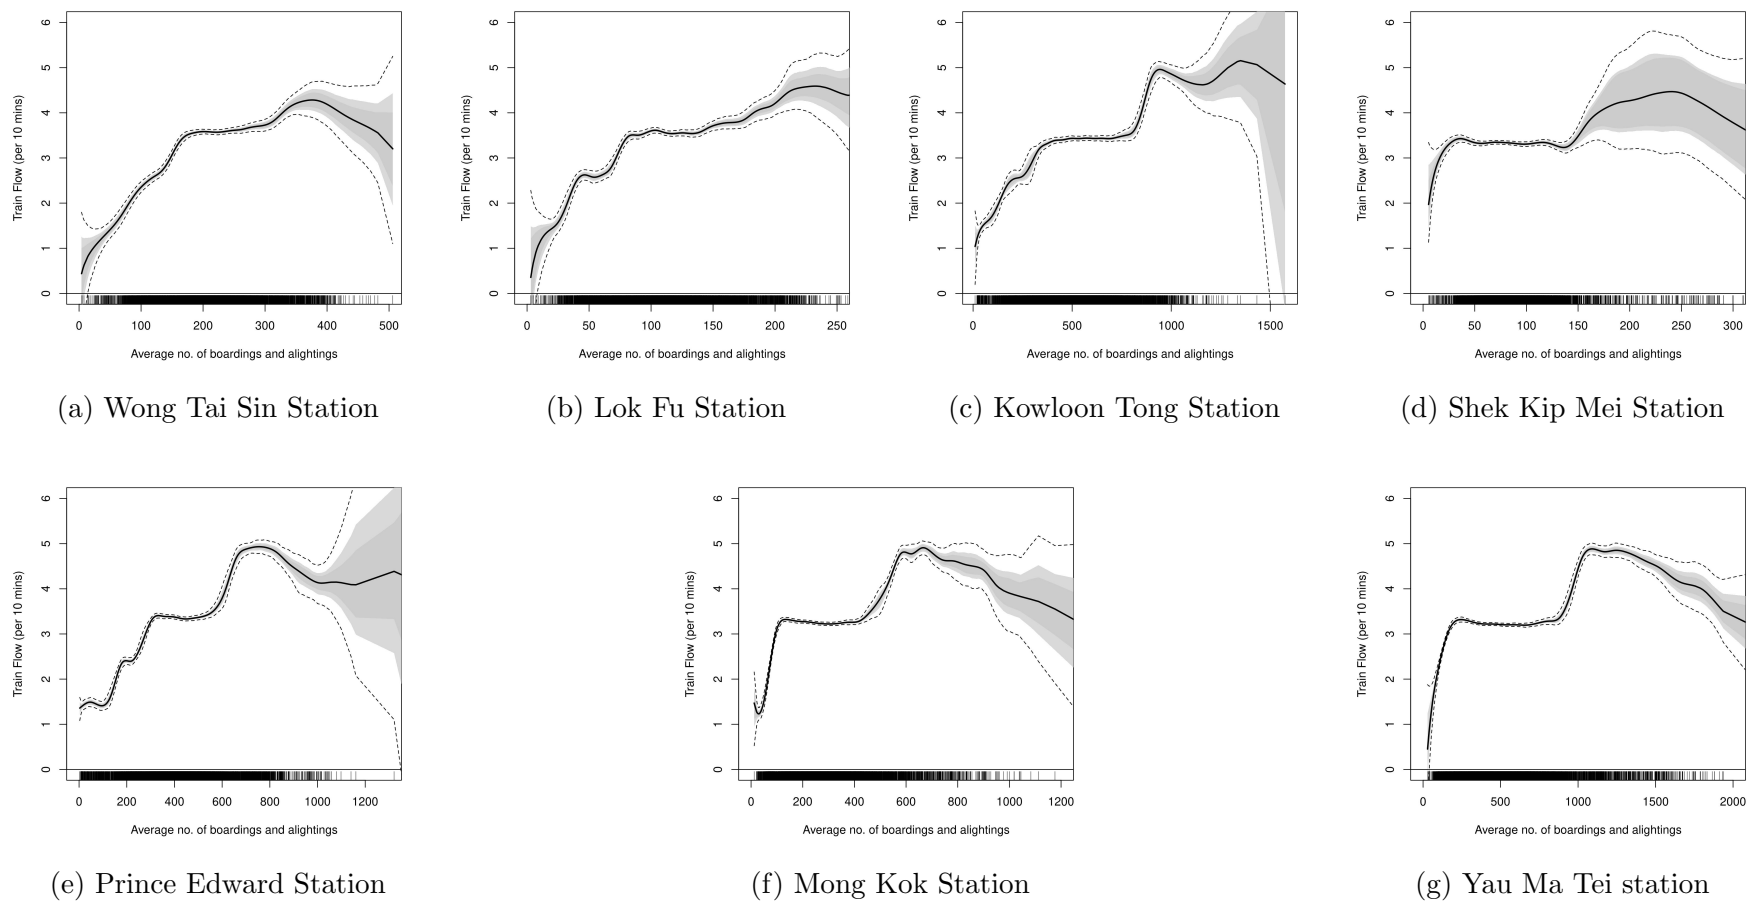 Train Flow (per 10 mins)
6
5
4
3
2
1
0
0 100 200 300 400 500
Average no. of boardings and alightings
(a) Wong Tai Sin Station
Train Flow (per 10 mins)
6
5
4
3
2
1
0
0 50 100 150 200 250
Average no. of boardings and alightings
(b) Lok Fu Station
Train Flow (per 10 mins)
6
5
4
3
2
1
0
0 500 1000 1500
Average no. of boardings and alightings
(c) Kowloon Tong Station
Train Flow (per 10 mins)
6
5
4
3
2
1
0
0 50 100 150 200 250 300
Average no. of boardings and alightings
(d) Shek Kip Mei Station
Train Flow (per 10 mins)
6
5
4
3
2
1
0
0 200 400 600 800 1000 1200
Average no. of boardings and alightings
(e) Prince Edward Station
Train Flow (per 10 mins)
6
5
4
3
2
1
0
0 200 400 600 800 1000 1200
Average no. of boardings and alightings
(f) Mong Kok Station
Train Flow (per 10 mins)
6
5
4
3
2
1
0
0 500 1000 1500 2000
Average no. of boardings and alightings
(g) Yau Ma Tei station